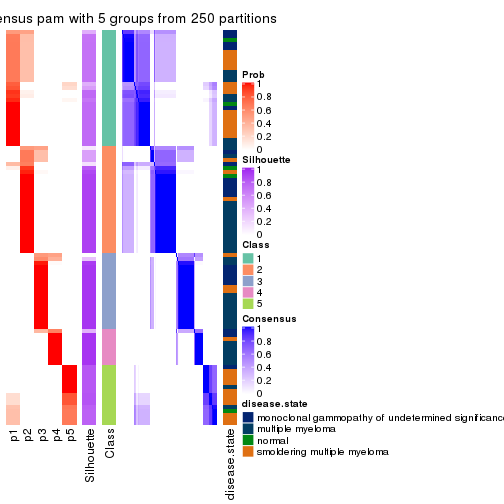 ensus pam with 5 groups from 250 partitions
Prob
1
0.8
0.6
0.4
0.2
0
Silhouette
1
0.8
0.6
0.4
0.2
0
Class
1
2
3
4
5
Consensus
1
0.8
0.6
0.4
0.2
0
disease.state
monoclonal gammopathy of undetermined significance
multiple myeloma
normal
smoldering multiple myeloma
p1
p2
p3
p4
p5
Silhouette
Class
disease.state